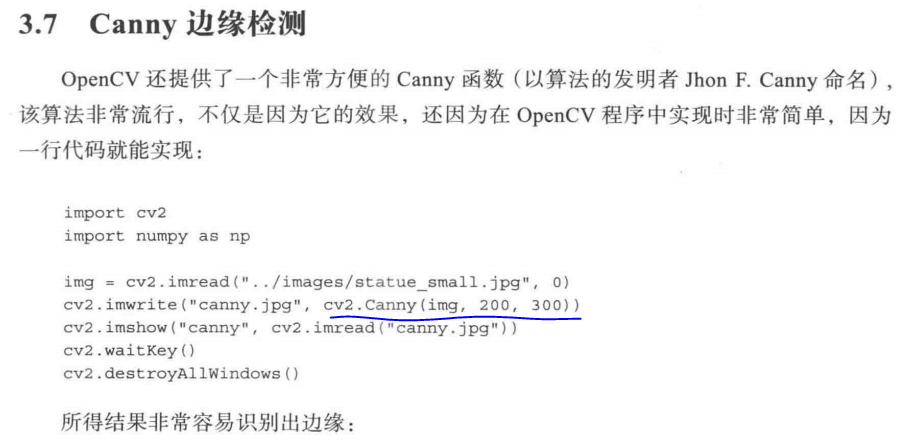 3.7 Canny 边缘检测
OpenCV 还提供了一个非常方便的 Canny 函数（以算法的发明者 Jhon F. Canny 命名），
该算法非常流行，不仅是因为它的效果，还因为在 OpenCV 程序中实现时非常简单，因为
一行代码就能实现：
import cv2
import numpy as np
img = cv2.imread("../images/statue_small.jpg", 0)
cv2.imwrite("canny.jpg", cv2.Canny(img, 200, 300))
cv2.imshow("canny", cv2.imread("canny.jpg"))
cv2.waitKey()
cv2.destroyAllWindows()
所得结果非常容易识别出边缘：